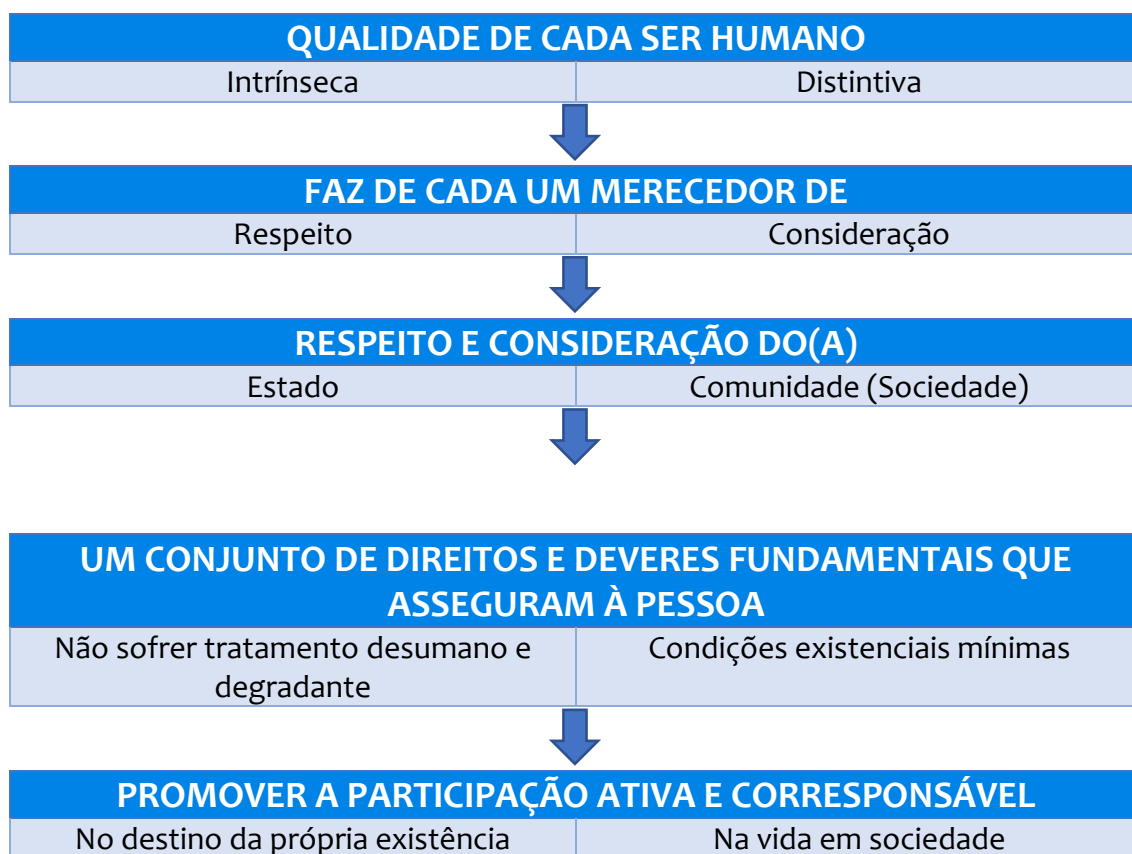 QUALIDADE DE CADA SER HUMANO
Intrínseca Distintiva
FAZ DE CADA UM MERECEDOR DE
Respeito Consideração
RESPEITO E CONSIDERAÇÃO DO(A)
Estado Comunidade (Sociedade)
UM CONJUNTO DE DIREITOS E DEVERES FUNDAMENTAIS QUE
ASSEGURAM À PESSOA
Não sofrer tratamento desumano e
degradante
Condições existenciais mínimas
PROMOVER A PARTICIPAÇÃO ATIVA E CORRESPONSÁVEL
No destino da própria existência Na vida em sociedade